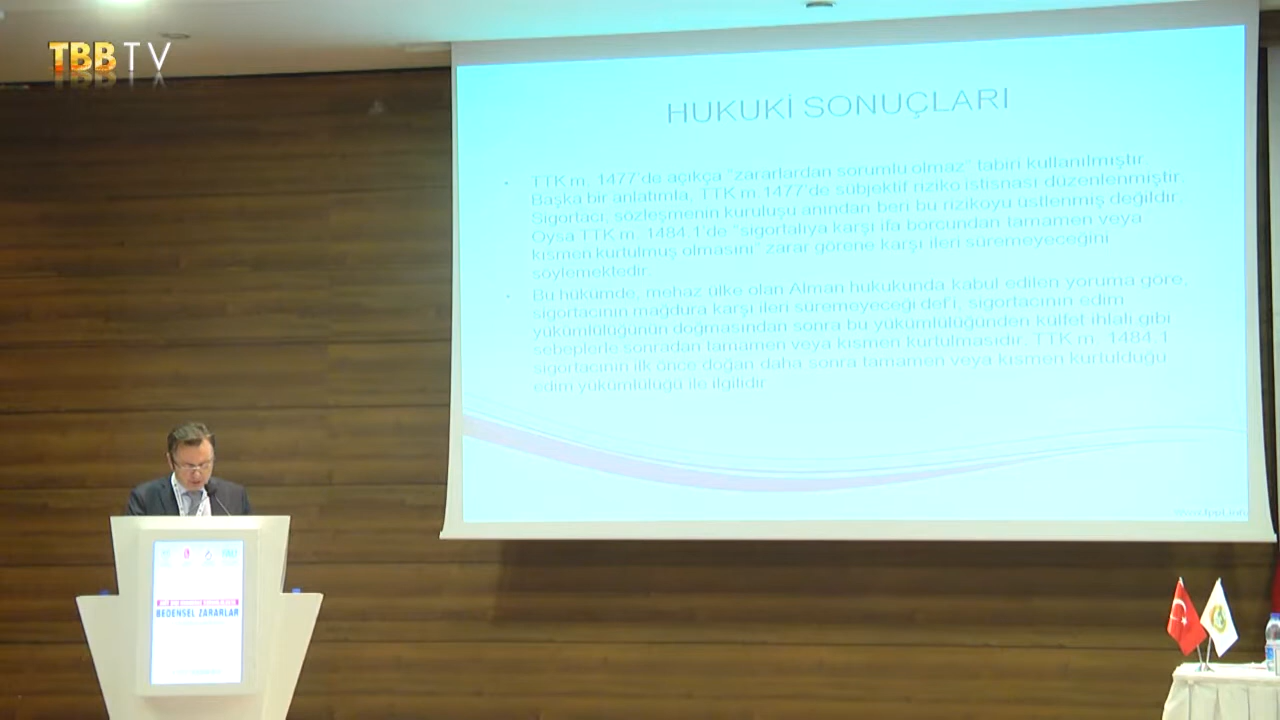 TBB TV
HUKUKİ SONUÇLARI
• TTK m. 1477'de açıkça "zararlardan sorumlu olmaz" tabiri kullanılmıştır.
Başka bir anlatımla, TTK m.1477'de sübjektif riziko istisnası düzenlenmiştir.
Sigortacı, sözleşmenin kuruluşu anından beri bu rizikoyu üstlenmiş değildir.
Oysa TTK m. 1484.1'de "sigortalıya karşı ifa borcundan tamamen veya
kısmen kurtulmuş olmasını" zarar görene karşı ileri süremeyeceğini
söylemektedir.
• Bu hükümde, mehaz ülke olan Alman hukukunda kabul edilen yoruma göre,
sigortacının mağdura karşı ileri süremeyeceği def'i, sigortacının edim
yükümlülüğünün doğmasından sonra bu yükümlülüğünden külfet ihlali gibi
sebeplerle sonradan tamamen veya kısmen kurtulmasıdır. TTK m. 1484.1
sigortacının ilk önce doğan daha sonra tamamen veya kısmen kurtulduğu
edim yükümlülüğü ile ilgilidir.
BEDENSEL ZARARLAR